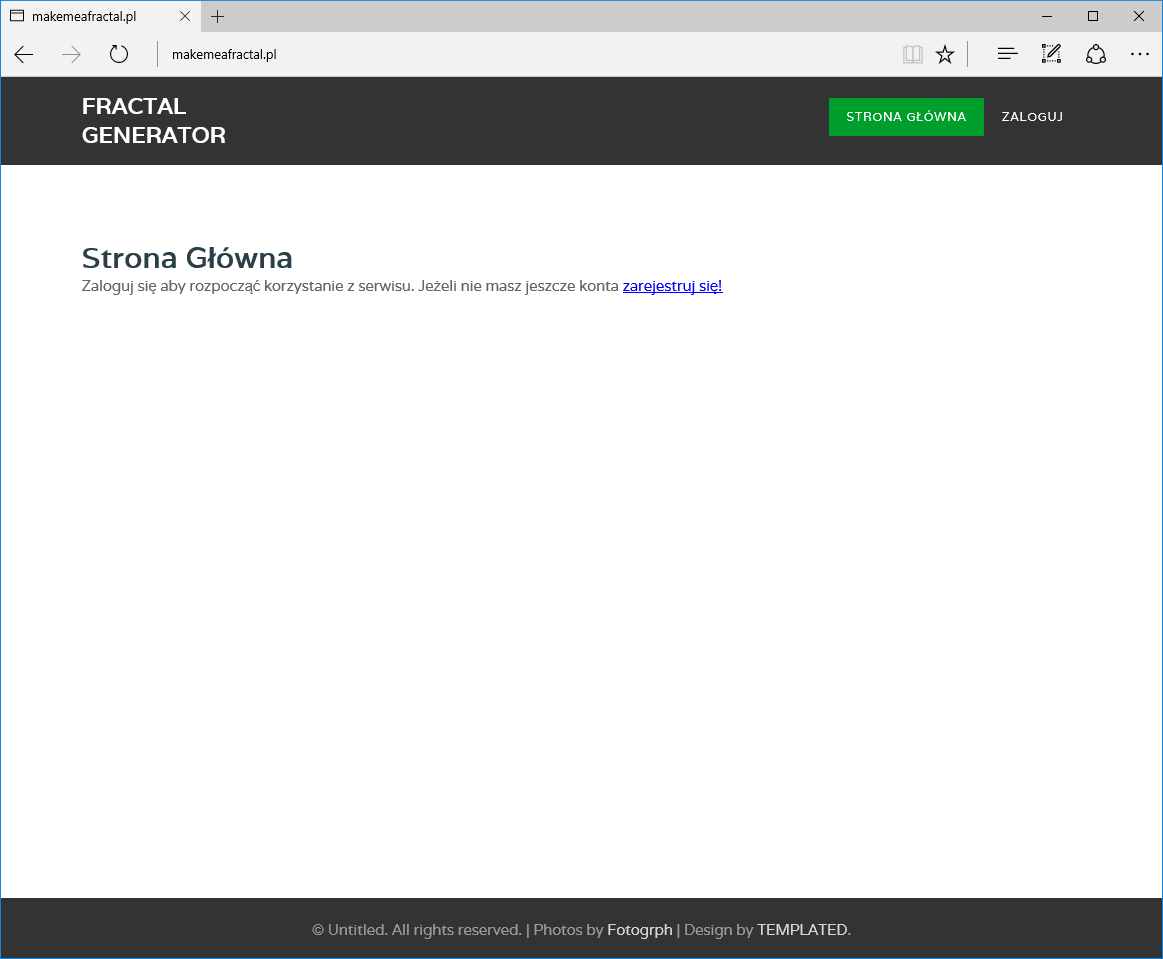 makemeafractal.pl
makemeafractal.pl
FRACTAL
GENERATOR
STRONA GŁÓWNA
ZALOGUJ
Strona Główna
Zaloguj się aby rozpocząć korzystanie z serwisu. Jeżeli nie masz jeszcze konta zarejestruj się!
© Untitled. All rights reserved. | Photos by Fotogrph | Design by TEMPLATED.